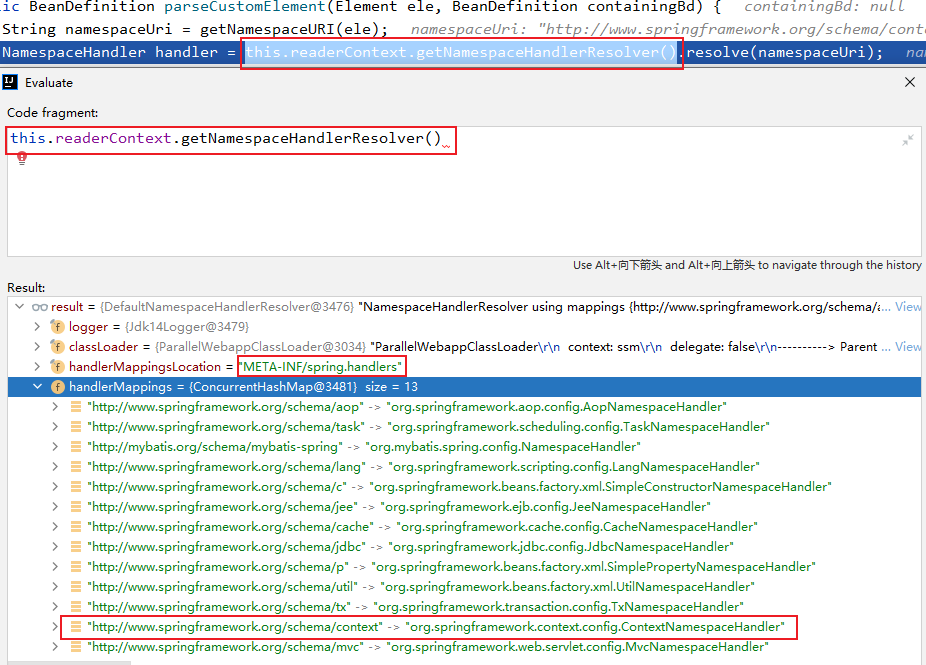 ic BeanDefinition parseCustomElement(Element ele, BeanDefinition containingBd) { containingBd: null
String namespaceUri = getNamespaceURI(ele); namespaceUri: "http://www.springframework.org/schema/conte
NamespaceHandler handler = this.readerContext.getNamespaceHandlerResolver().resolve(namespaceUri); nam
Evaluate
Code fragment:
this.readerContext.getNamespaceHandlerResolver()
Use Alt+向下箭头 and Alt+向上箭头 to navigate through the history
Result:
result = {DefaultNamespaceHandlerResolver@3476} "NamespaceHandlerResolver using mappings {http://www.springframework.org/schema/a... View
logger = {Jdk14Logger@3479}
classLoader = {ParallelWebappClassLoader@3034} "ParallelWebappClassLoader\r\n context: ssm\r\n delegate: false\r\n----------> Parent ... View
handlerMappingsLocation = "META-INF/spring.handlers"
handlerMappings = {ConcurrentHashMap@3481} size = 13
"http://www.springframework.org/schema/aop" -> "org.springframework.aop.config.AopNamespaceHandler"
"http://www.springframework.org/schema/task" -> "org.springframework.scheduling.config.TaskNamespaceHandler"
"http://mybatis.org/schema/mybatis-spring" -> "org.mybatis.spring.config.NamespaceHandler"
"http://www.springframework.org/schema/lang" -> "org.springframework.scripting.config.LangNamespaceHandler"
"http://www.springframework.org/schema/c" -> "org.springframework.beans.factory.xml.SimpleConstructorNamespaceHandler"
"http://www.springframework.org/schema/jee" -> "org.springframework.ejb.config.JeeNamespaceHandler"
"http://www.springframework.org/schema/cache" -> "org.springframework.cache.config.CacheNamespaceHandler"
"http://www.springframework.org/schema/jdbc" -> "org.springframework.jdbc.config.JdbcNamespaceHandler"
"http://www.springframework.org/schema/p" -> "org.springframework.beans.factory.xml.SimplePropertyNamespaceHandler"
"http://www.springframework.org/schema/util" -> "org.springframework.beans.factory.xml.UtilNamespaceHandler"
"http://www.springframework.org/schema/tx" -> "org.springframework.transaction.config.TxNamespaceHandler"
"http://www.springframework.org/schema/context" -> "org.springframework.context.config.ContextNamespaceHandler"
"http://www.springframework.org/schema/mvc" -> "org.springframework.web.servlet.config.MvcNamespaceHandler"